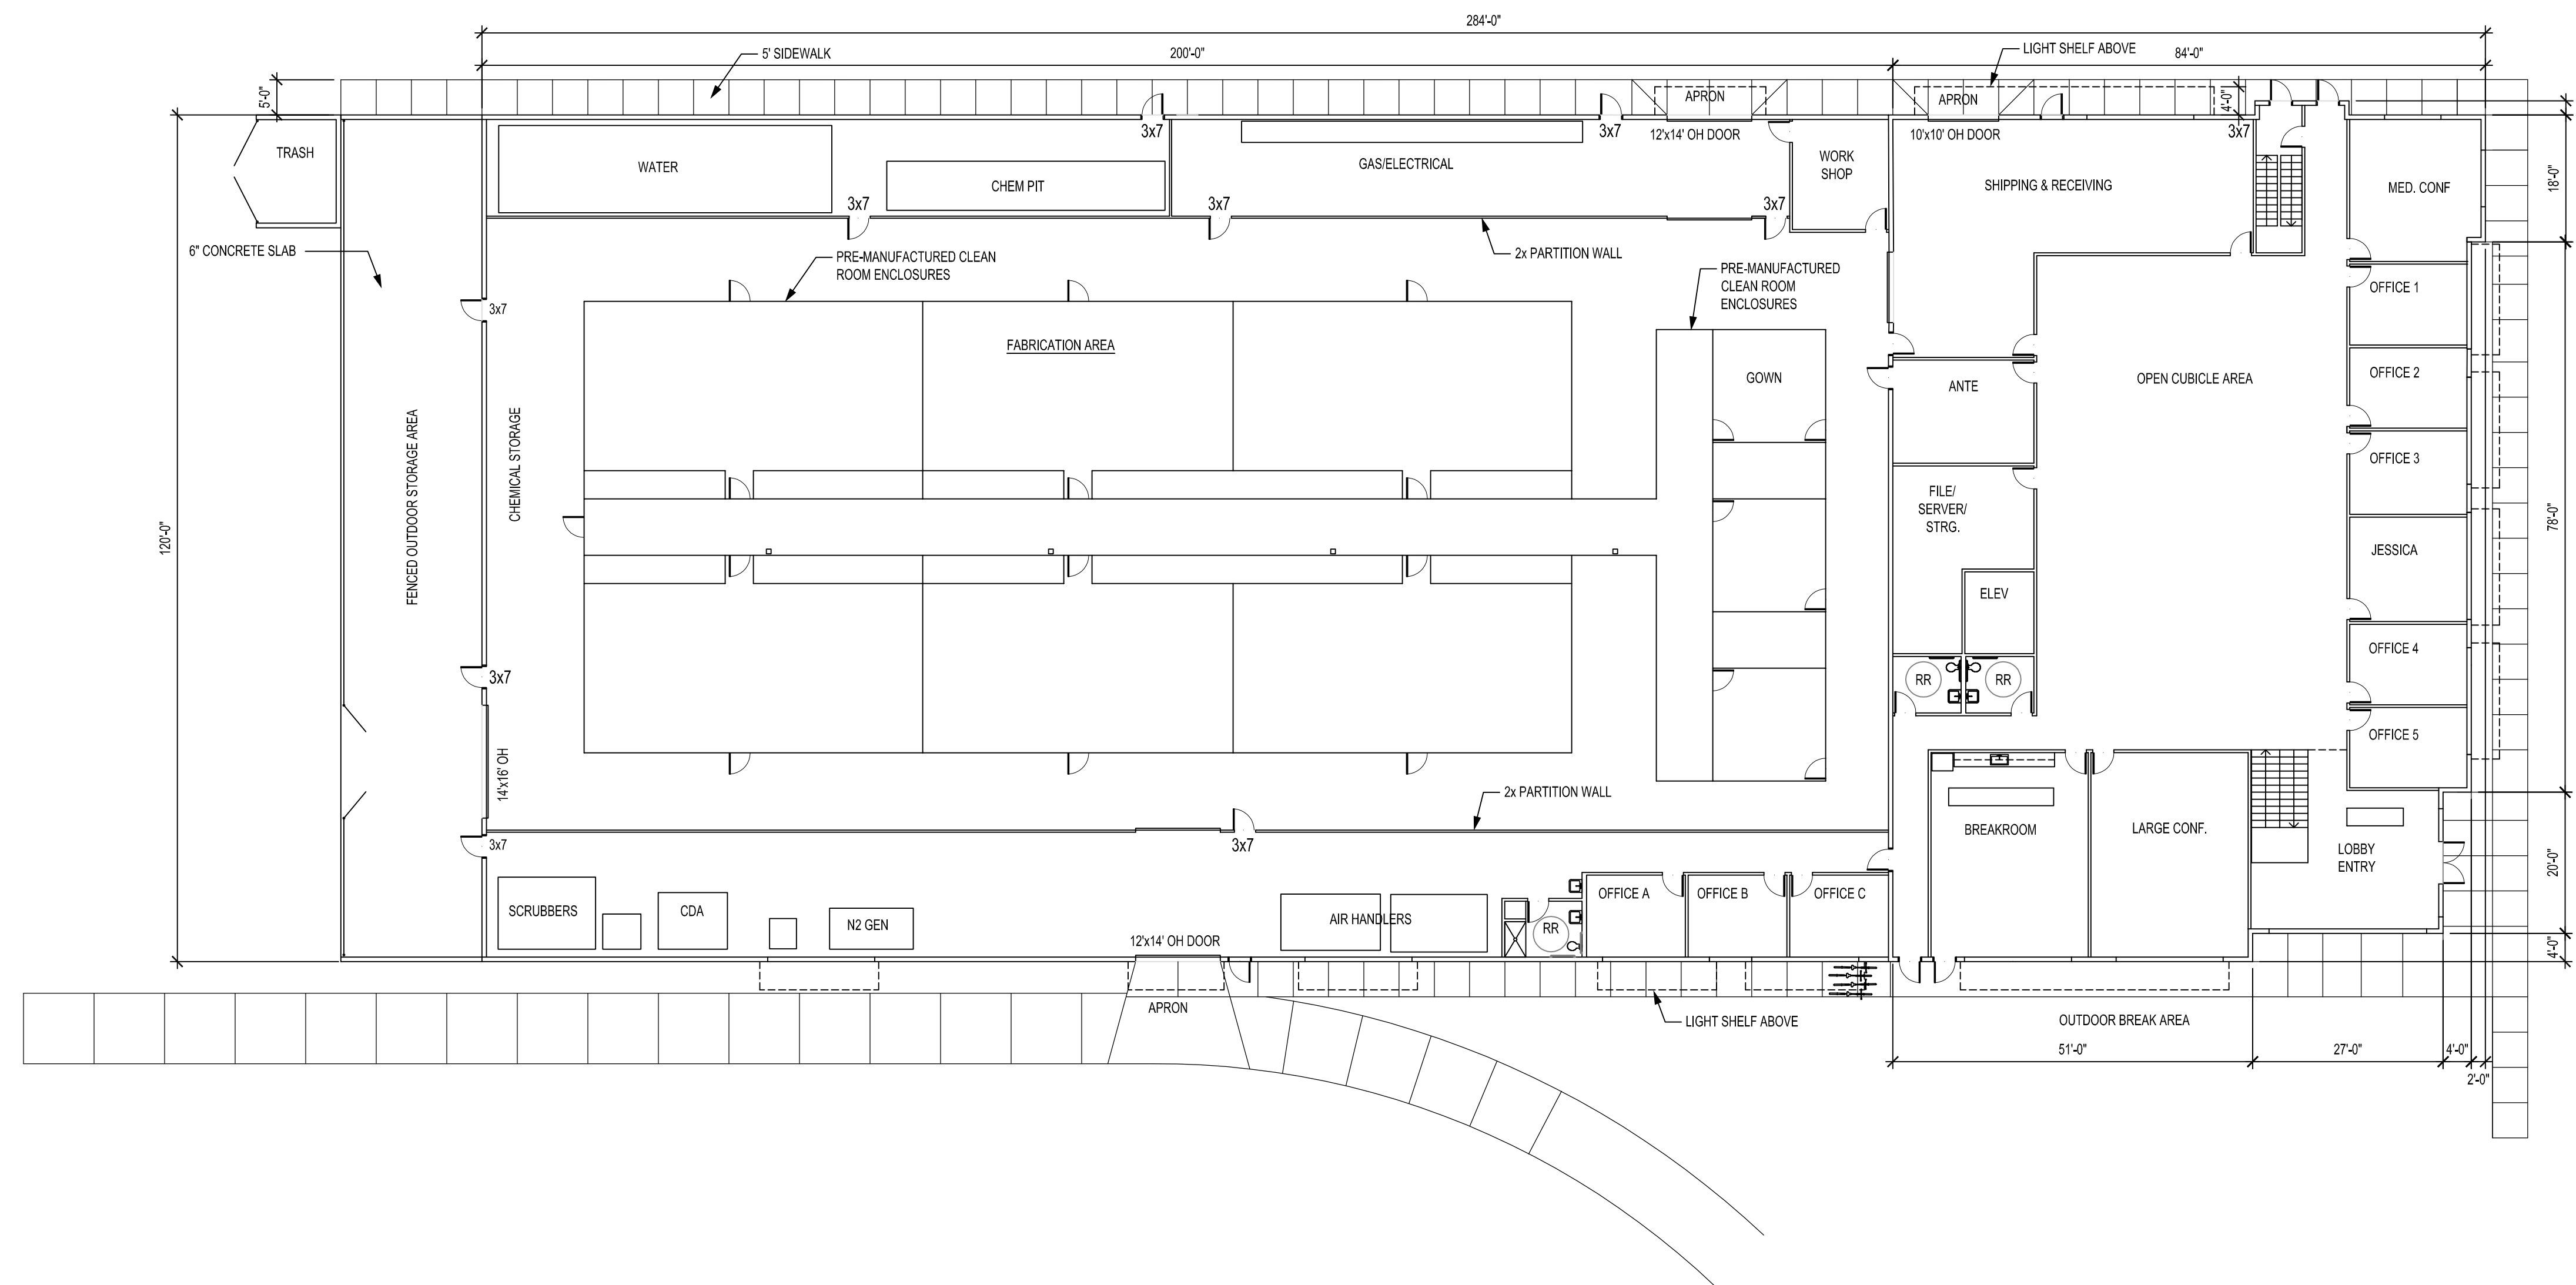 284'-0"
5' SIDEWALK
200'-0"
LIGHT SHELF ABOVE
84'-0"
5'-0"
APRON
APRON
4'-0"
3x7
3x7
12'x14' OH DOOR
10'x10' OH DOOR
3x7
TRASH
WATER
CHEM PIT
GAS/ELECTRICAL
WORK
SHOP
SHIPPING & RECEIVING
MED. CONF
18'-0"
3x7
3x7
3x7
6" CONCRETE SLAB
PRE-MANUFACTURED CLEAN
ROOM ENCLOSURES
2x PARTITION WALL
PRE-MANUFACTURED
CLEAN ROOM
ENCLOSURES
OFFICE 1
3x7
FABRICATION AREA
GOWN
ANTE
OPEN CUBICLE AREA
OFFICE 2
FENCED OUTDOOR STORAGE AREA
CHEMICAL STORAGE
OFFICE 3
FILE/
SERVER/
STRG.
120'-0"
78'-0"
JESSICA
ELEV
OFFICE 4
3x7
RR
RR
OFFICE 5
14'x16' OH
2x PARTITION WALL
BREAKROOM
LARGE CONF.
LOBBY
ENTRY
3x7
3x7
20'-0"
SCRUBBERS
CDA
N2 GEN
AIR HANDLERS
RR
OFFICE A
OFFICE B
OFFICE C
12'x14' OH DOOR
4'-0"
APRON
LIGHT SHELF ABOVE
OUTDOOR BREAK AREA
51'-0"
27'-0"
4'-0"
2'-0"